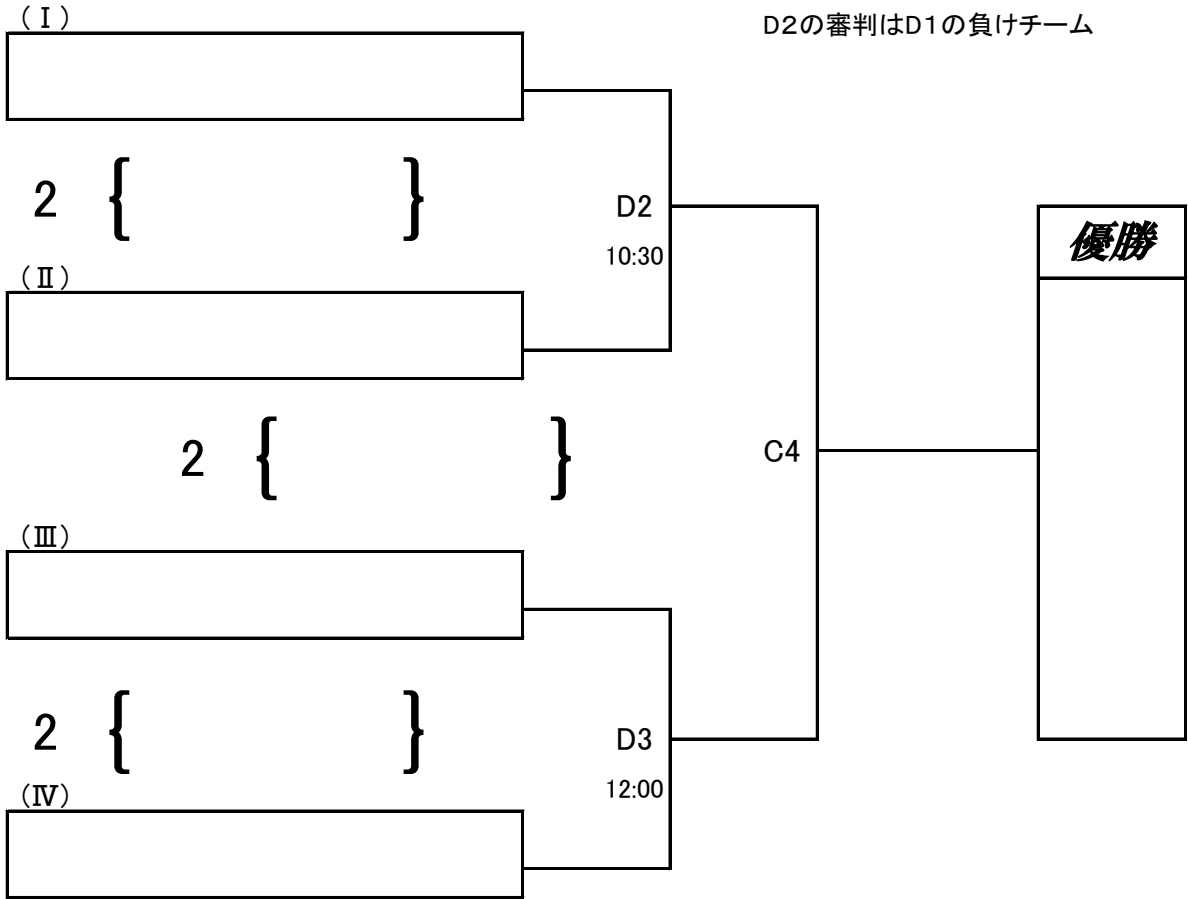 （Ⅰ）
D2の審判はD1の負けチーム
2 { }
D2
10:30
優勝
（Ⅱ）
2 { }
C4
（Ⅲ）
2 { }
D3
12:00
（Ⅳ）